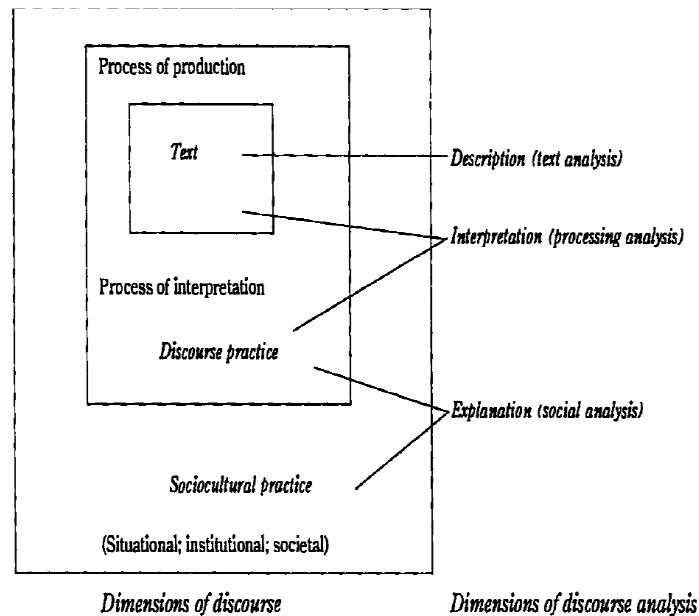 Process of production
Text
Description (text analysis)
Interpretation (processing analysis)
Process of interpretation
Discourse practice
Explanation (social analysis)
Sociocultural practice
(Situational; institutional; societal)
Dimensions of discourse
Dimensions of discourse analysis